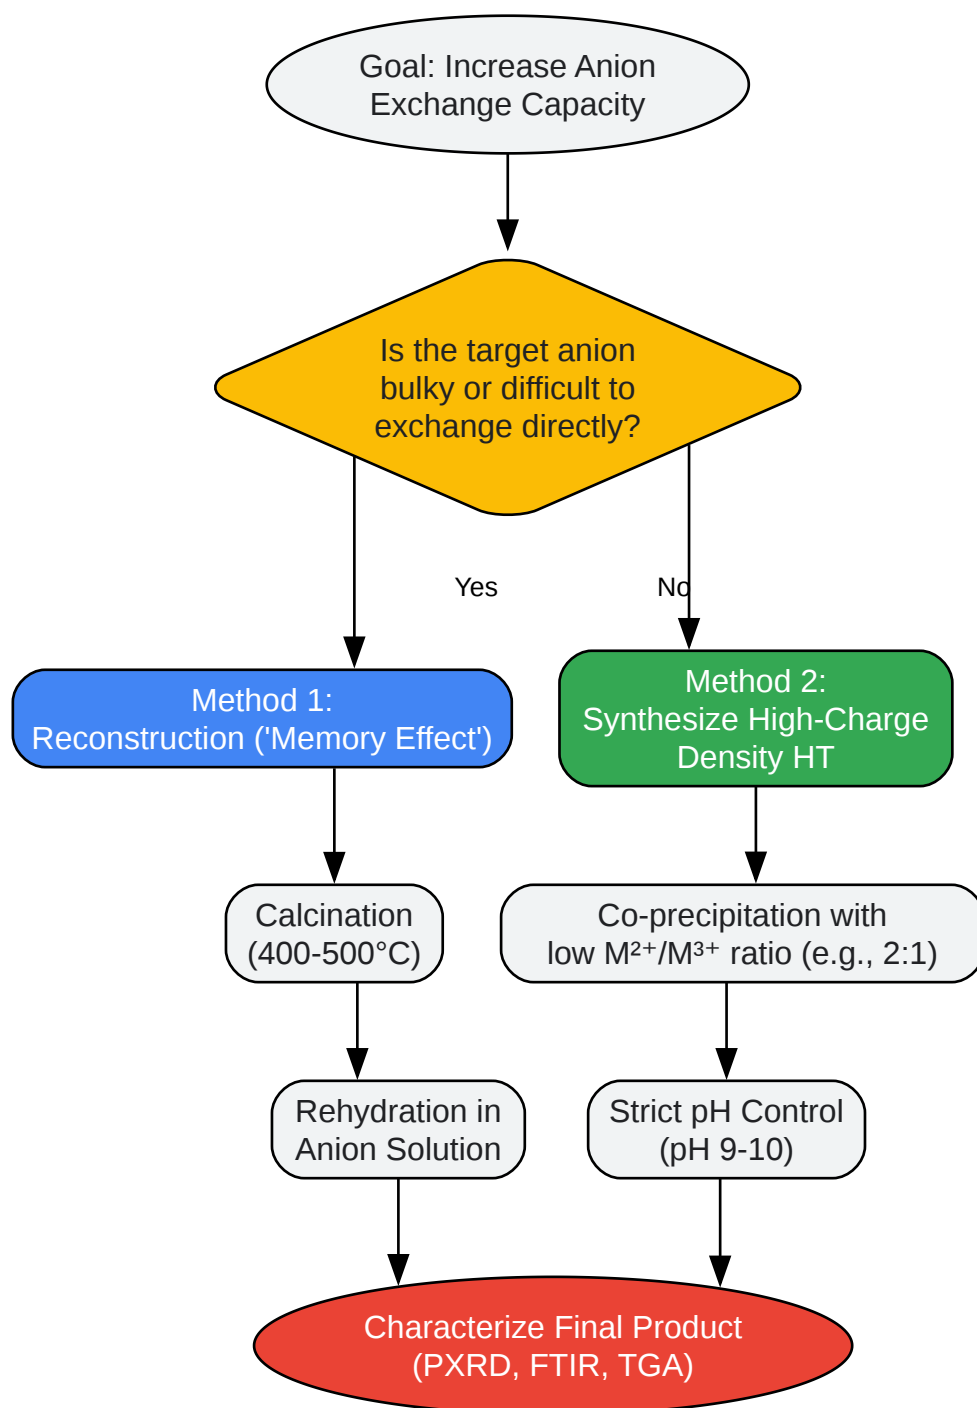 Goal: Increase Anion
Exchange Capacity
Is the target anion
bulky or difficult to
exchange directly?
Yes
No
Method 1:
Reconstruction ('Memory Effect')
Method 2:
Synthesize High-Charge
Density HT
Calcination
(400-500°C)
Co-precipitation with
low M²⁺/M³⁺ ratio (e.g., 2:1)
Rehydration in
Anion Solution
Strict pH Control
(pH 9-10)
Characterize Final Product
(PXRD, FTIR, TGA)